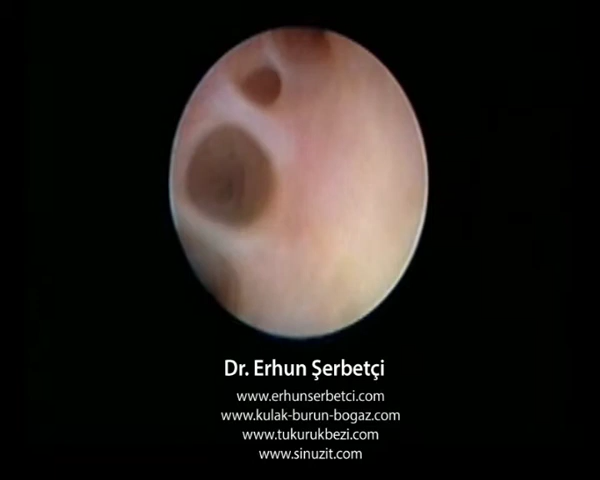 Dr. Erhun Şerbetçi
www.erhunserbetci.com
www.kulak-burun-bogaz.com
www.tukurukbezi.com
www.sinuzit.com